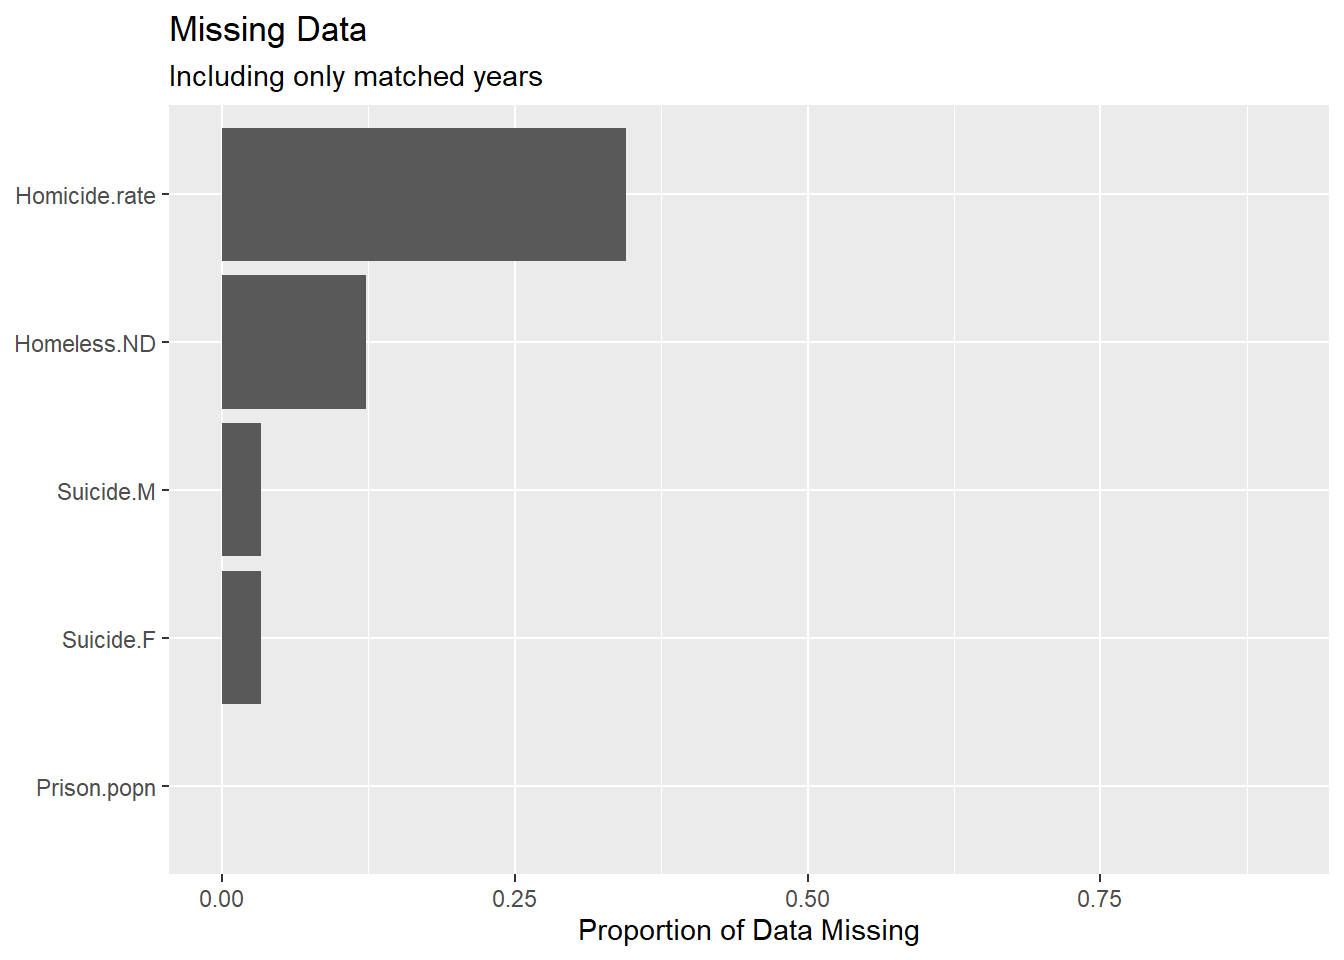 Missing Data
Including only matched years
Homicide.rate
Homeless.ND
Suicide.M
Suicide.F
Prison.popn
0.00 0.25 0.50 0.75
Proportion of Data Missing